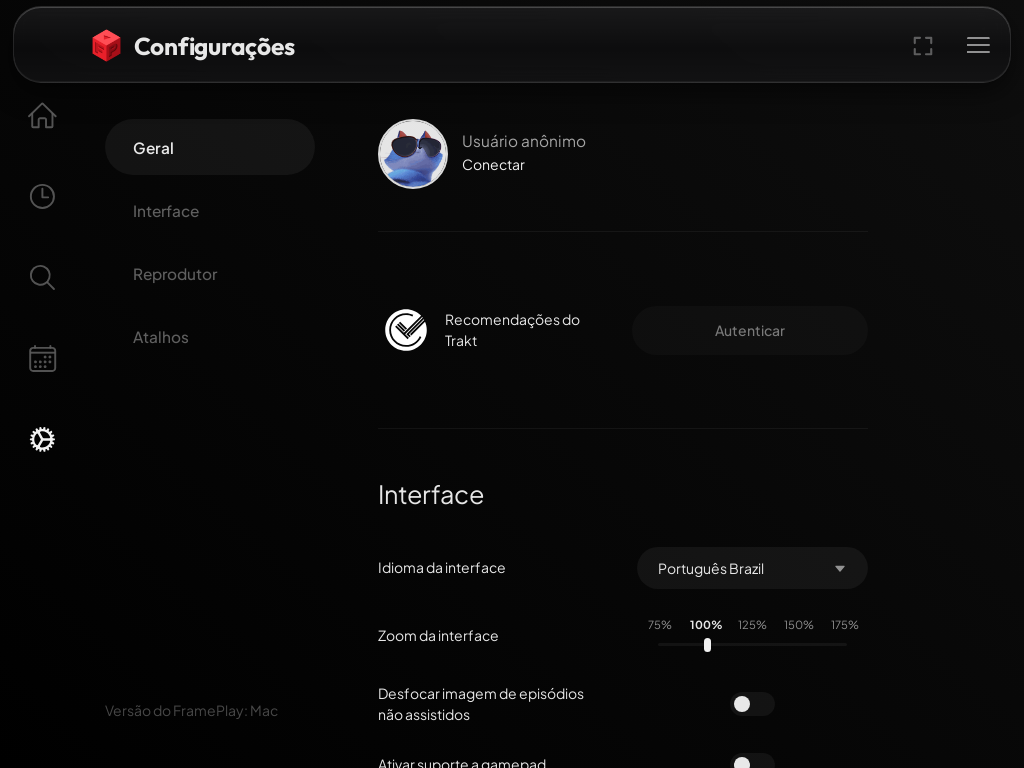 Configurações
Geral
Interface
Reprodutor
Atalhos
Versão do FramePlay: Mac
Usuário anônimo
Conectar
Recomendações do
Trakt
Autenticar
Interface
Idioma da interface
Português Brazil
Zoom da interface
75% 100% 125% 150% 175%
Desfocar imagem de episódios
não assistidos
Ativar suporte a gamepad